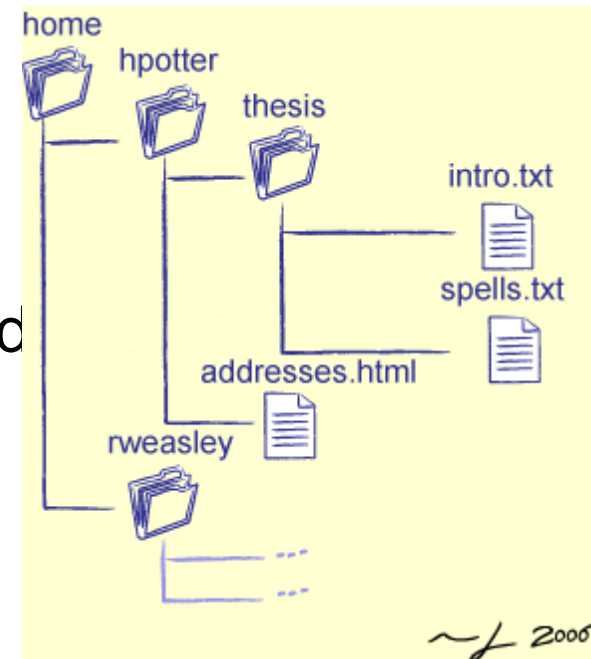 home
hpotter
thesis
intro.txt
spells.txt
d
addresses.html
rweasley
2006